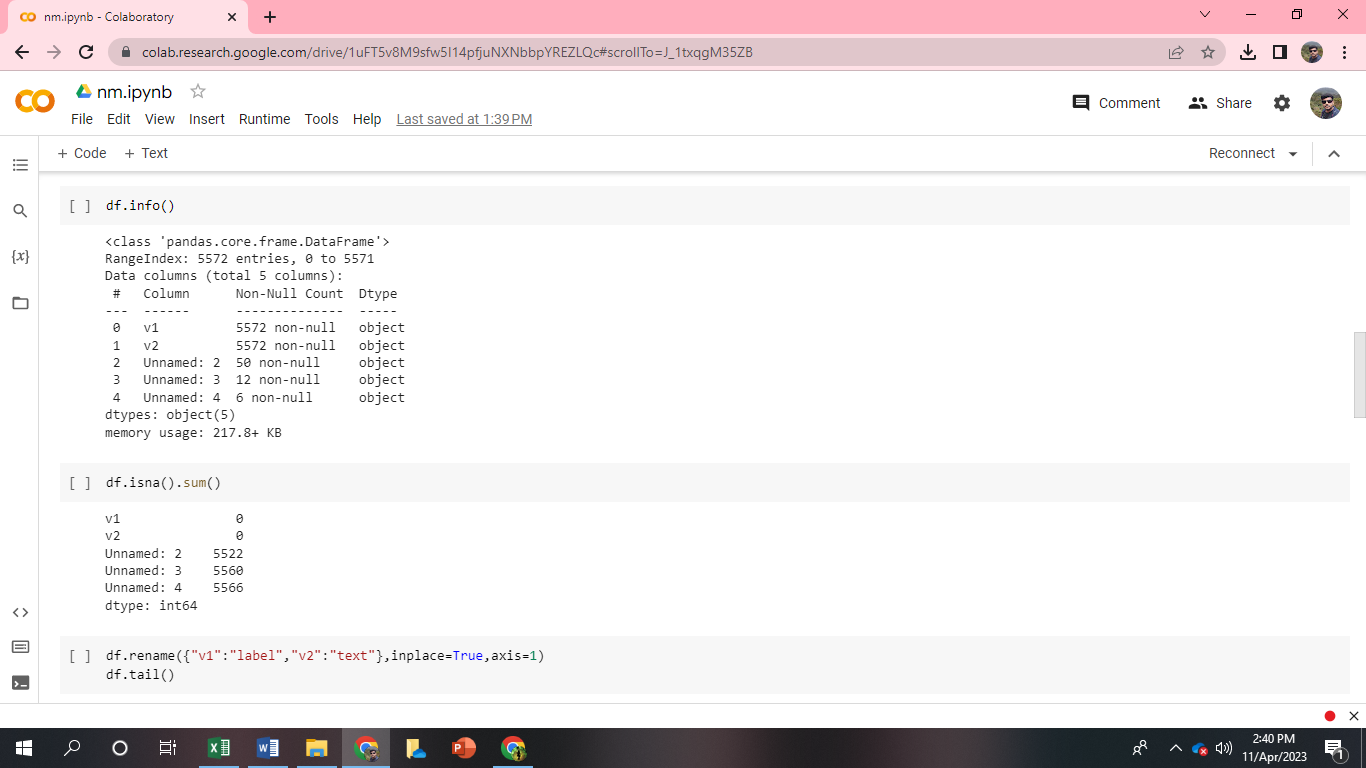 nm.ipynb - Colaboratory
colab.research.google.com/drive/1uFT5v8M9sfw5I14pfjuNXNbbpYREZLQc#scrollTo=J_1txqgM35ZB
nm.ipynb
Comment Share
File Edit View Insert Runtime Tools Help Last saved at 1:39 PM
+ Code + Text Reconnect
[ ] df.info()
<class 'pandas.core.frame.DataFrame'>
RangeIndex: 5572 entries, 0 to 5571
Data columns (total 5 columns):
 #   Column      Non-Null Count  Dtype
---  ------      --------------  -----
 0   v1          5572 non-null   object
 1   v2          5572 non-null   object
 2   Unnamed: 2  50 non-null     object
 3   Unnamed: 3  12 non-null     object
 4   Unnamed: 4  6 non-null      object
dtypes: object(5)
memory usage: 217.8+ KB
{x}
[ ] df.isna().sum()
v1               0
v2               0
Unnamed: 2    5522
Unnamed: 3    5560
Unnamed: 4    5566
dtype: int64
[ ] df.rename({"v1":"label","v2":"text"},inplace=True,axis=1)
df.tail()
2:40 PM
11/Apr/2023
1